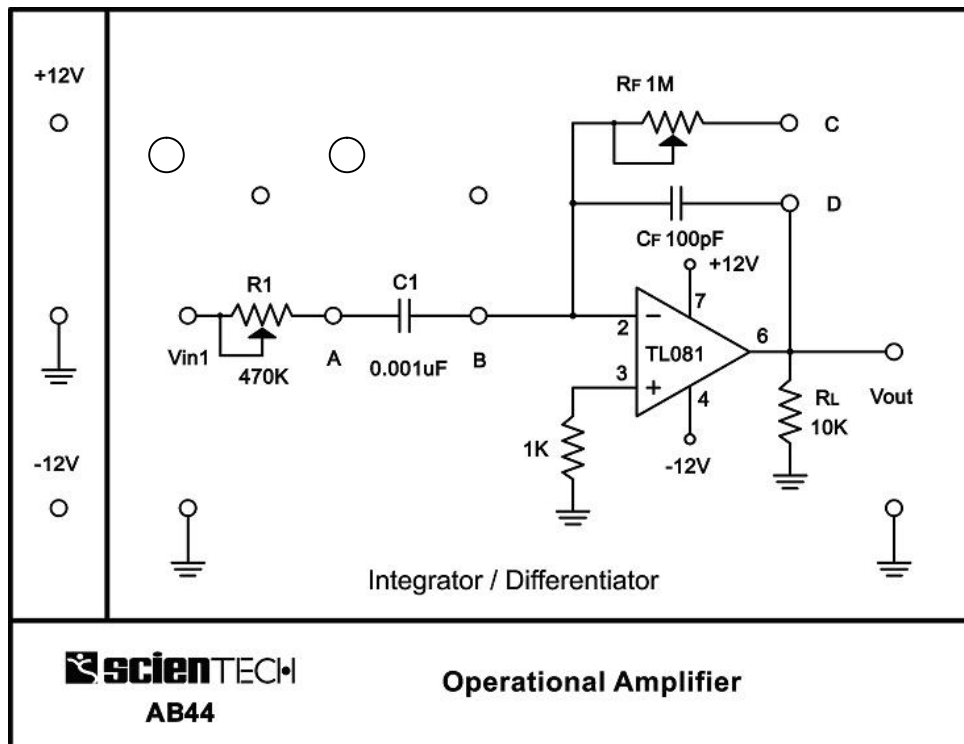 +12V
RF 1M
C
D
CF 100pF
+12V
R1
C1
7
2
−
6
TL081
Vin1
470K
A
0.001uF
B
3
+
4
RL
10K
Vout
1K
-12V
-12V
Integrator / Differentiator
scienTECH
AB44
Operational Amplifier